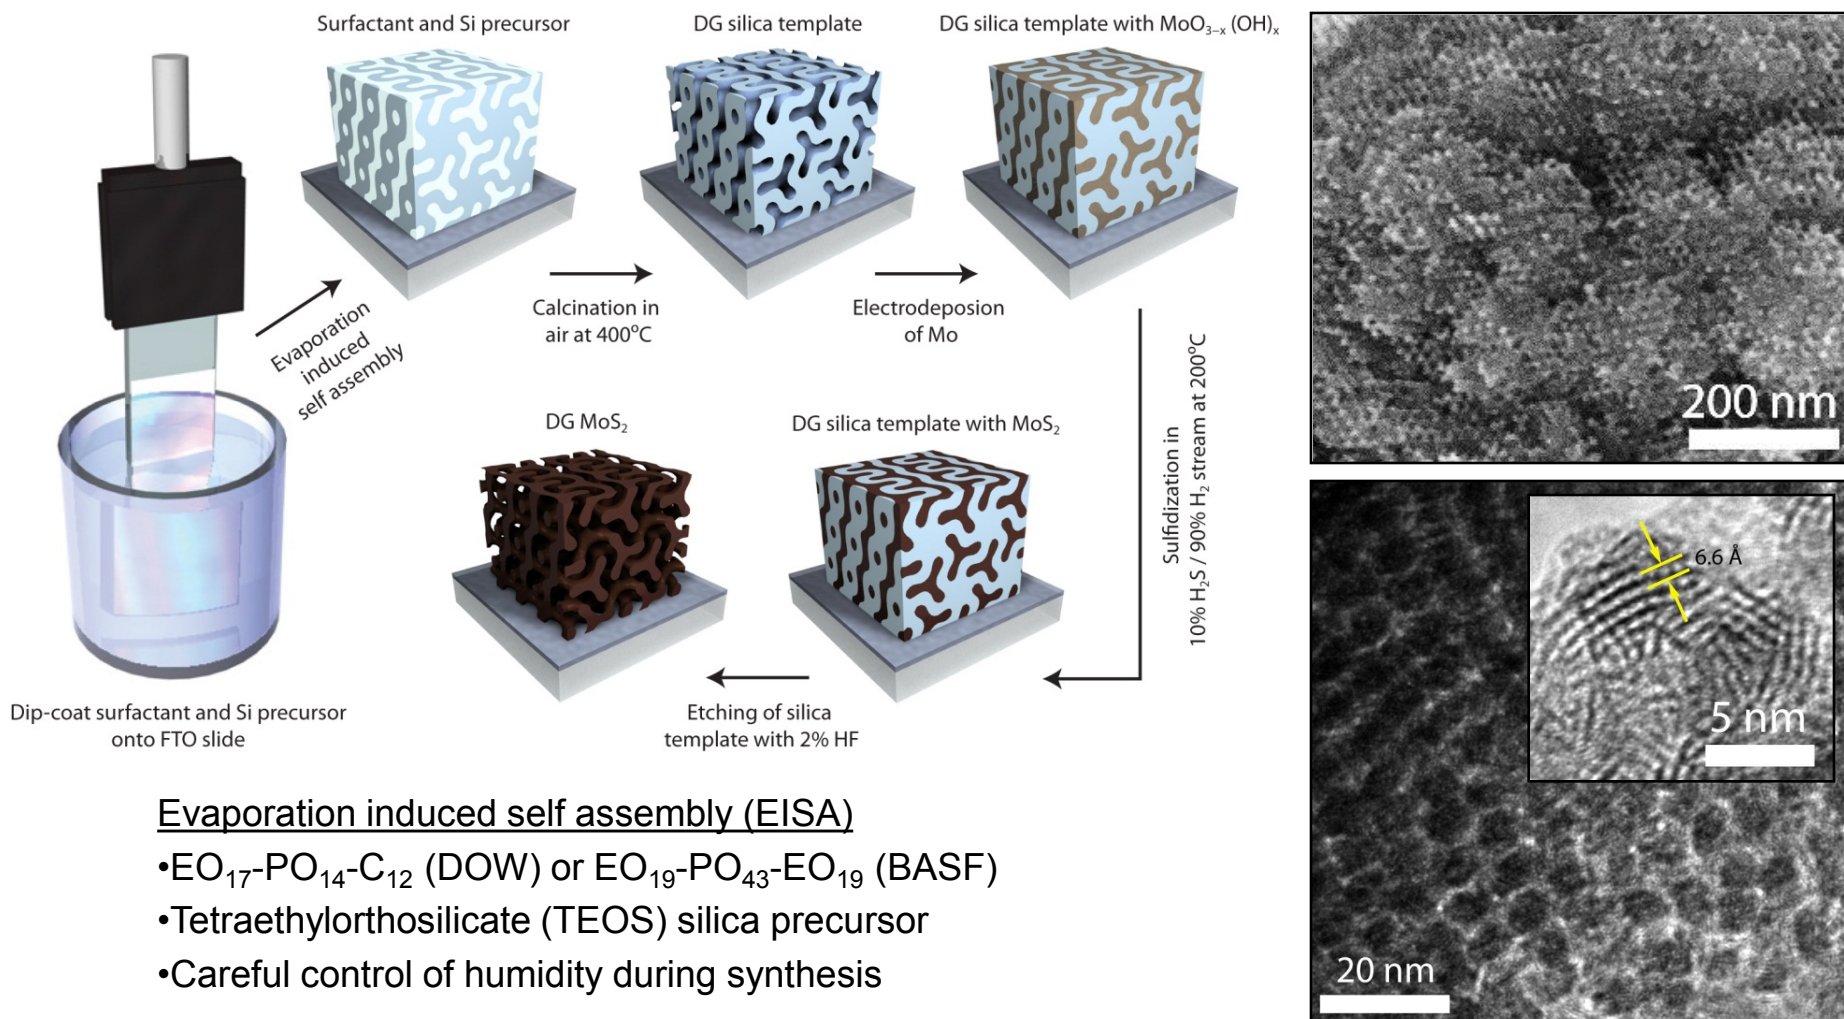 Surfactant and Si precursor
DG silica template
DG silica template with MoO₃₋ₓ (OH)ₓ
Evaporation
induced
self assembly
Calcination in
air at 400°C
Electrodeposion
of Mo
Sulfidization in
10% H₂S / 90% H₂ stream at 200°C
DG silica template with MoS₂
DG MoS₂
Etching of silica
template with 2% HF
Dip-coat surfactant and Si precursor
onto FTO slide
Evaporation induced self assembly (EISA)
•EO₁₇-PO₁₄-C₁₂ (DOW) or EO₁₉-PO₄₃-EO₁₉ (BASF)
•Tetraethylorthosilicate (TEOS) silica precursor
•Careful control of humidity during synthesis
200 nm
6.6 Å
5 nm
20 nm